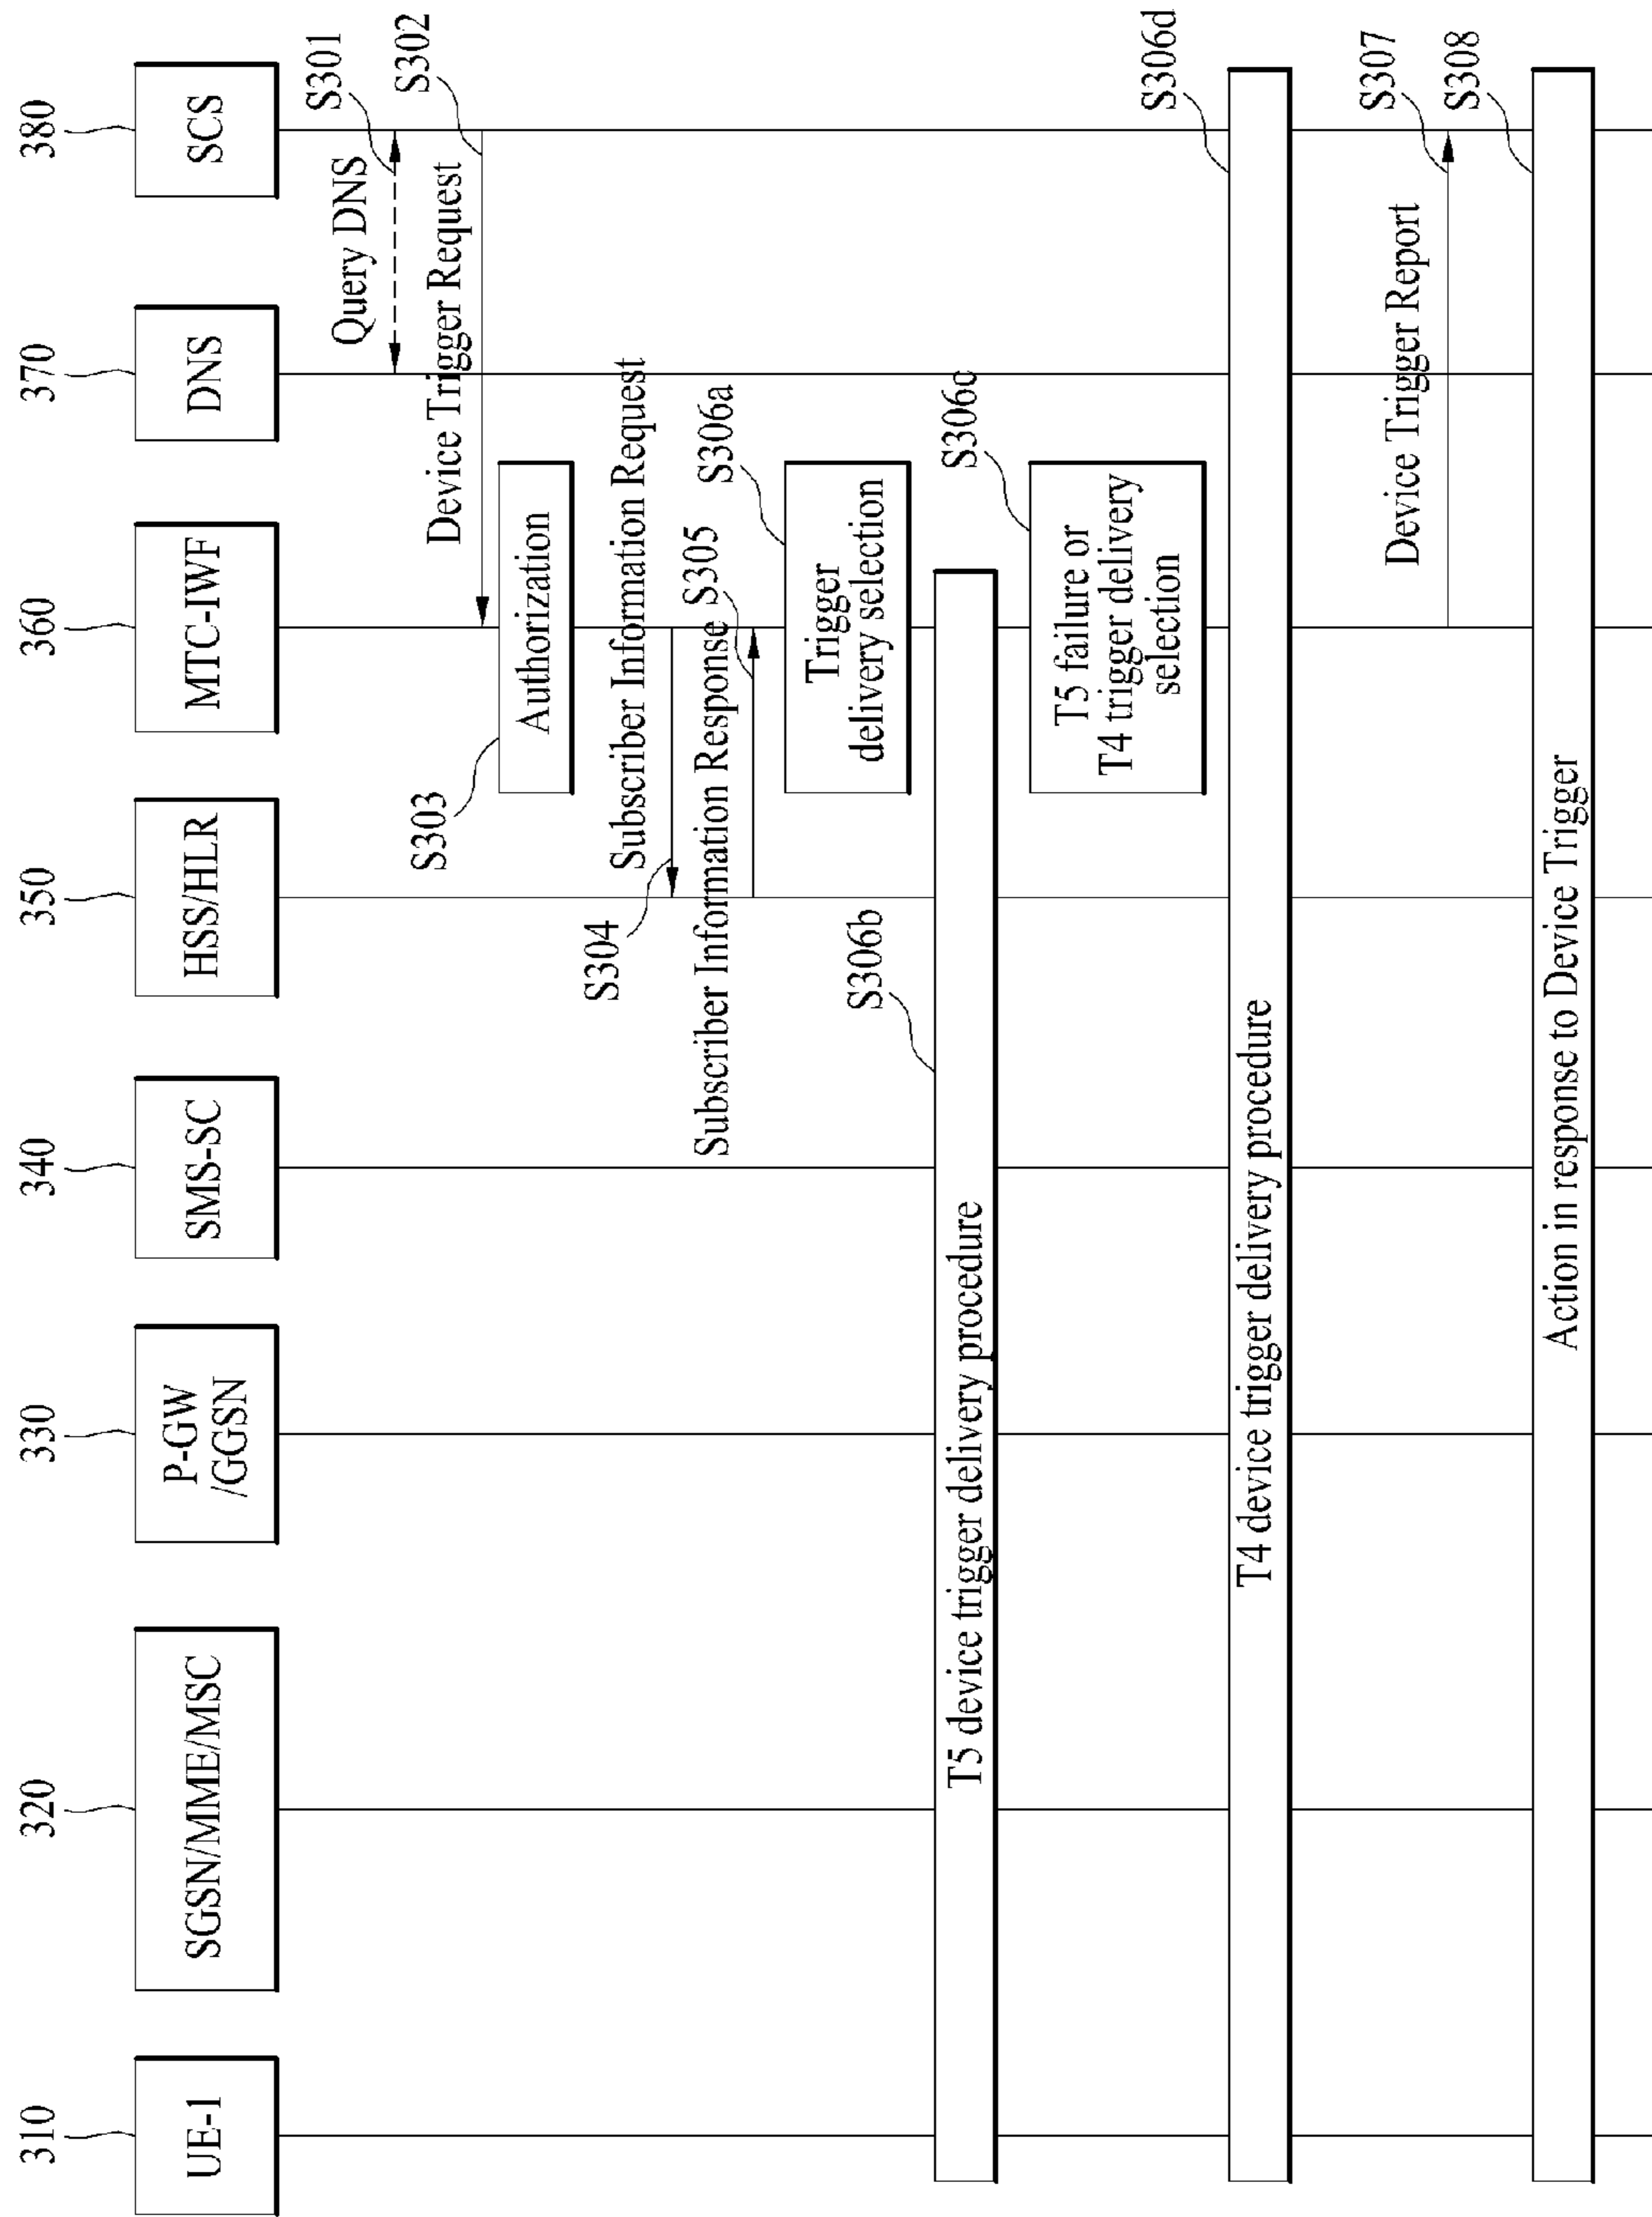 310
320
330
340
350
360
370
380
UE-1
SGSN/MME/MSC
P-GW
/GGSN
SMS-SC
HSS/HLR
MTC-IWF
DNS
SCS
S301
Query DNS
S302
Device Trigger Request
S303
Authorization
S304
Subscriber Information Request
Subscriber Information Response
S305
S306a
Trigger
delivery selection
S306b
T5 device trigger delivery procedure
S306c
T5 failure or
T4 trigger delivery
selection
S306d
T4 device trigger delivery procedure
S307
Device Trigger Report
S308
Action in response to Device Trigger